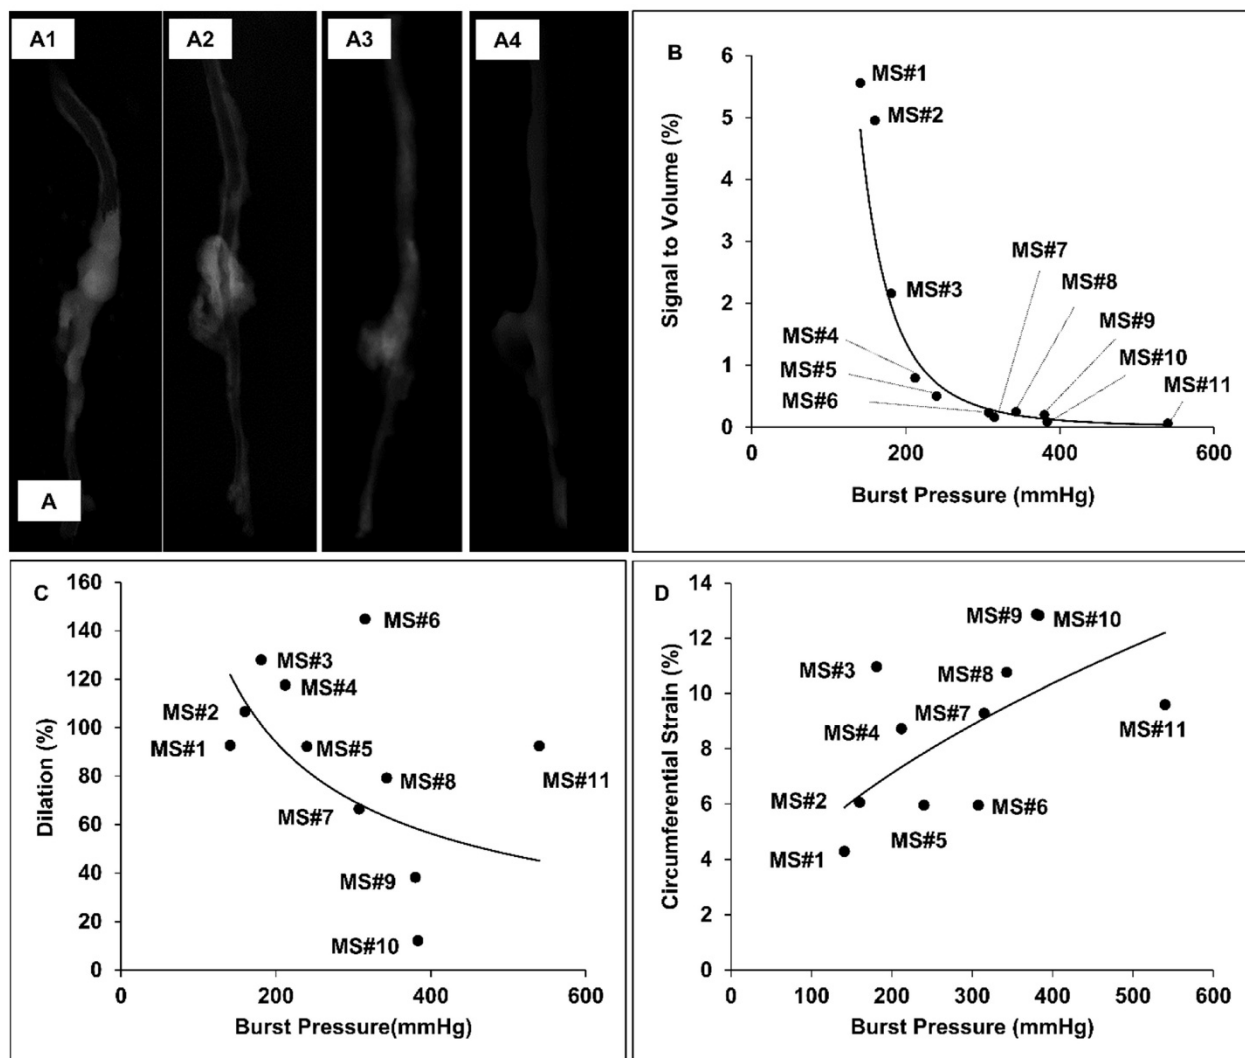 A1
A2
A3
A4
A
B
Signal to Volume (%)
6
5
4
3
2
1
0
MS#1
MS#2
MS#3
MS#4
MS#5
MS#6
MS#7
MS#8
MS#9
MS#10
MS#11
0
200
400
600
Burst Pressure (mmHg)
C
Dilation (%)
160
140
120
100
80
60
40
20
0
MS#6
MS#3
MS#4
MS#2
MS#1
MS#5
MS#8
MS#11
MS#7
MS#9
MS#10
0
200
400
600
Burst Pressure(mmHg)
D
Circumferential Strain (%)
14
12
10
8
6
4
2
0
MS#9
MS#10
MS#3
MS#8
MS#7
MS#4
MS#11
MS#2
MS#6
MS#5
MS#1
0
100
200
300
400
500
600
Burst Pressure (mmHg)